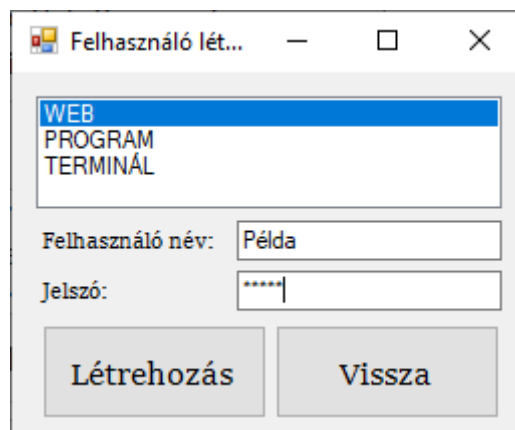 Felhasználó lét...
WEB
PROGRAM
TERMINÁL
Felhasználó név: Példa
Jelszó: *****
Létrehozás Vissza